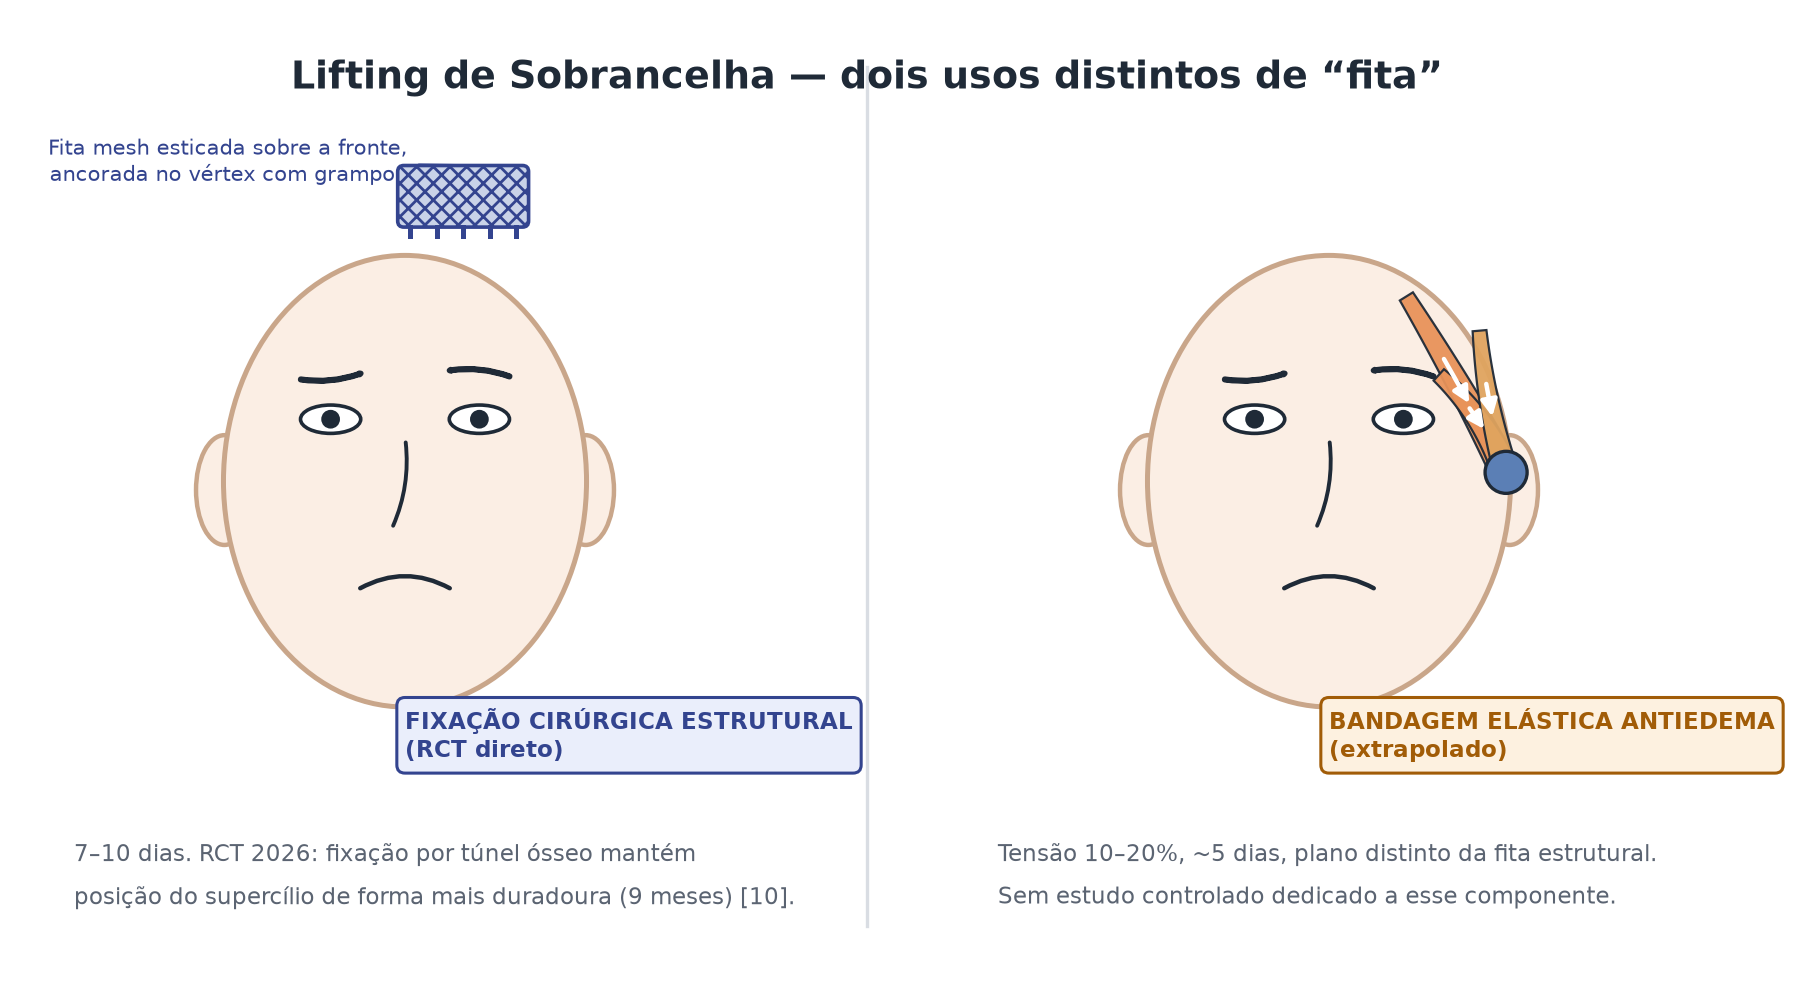 Lifting de Sobrancelha — dois usos distintos de “fita”
Fita mesh esticada sobre a fronte,
ancorada no vértex com grampo
FIXAÇÃO CIRÚRGICA ESTRUTURAL
(RCT direto)
7–10 dias. RCT 2026: fixação por túnel ósseo mantém
posição do supercílio de forma mais duradoura (9 meses) [10].
BANDAGEM ELÁSTICA ANTIEDEMA
(extrapolado)
Tensão 10–20%, ~5 dias, plano distinto da fita estrutural.
Sem estudo controlado dedicado a esse componente.